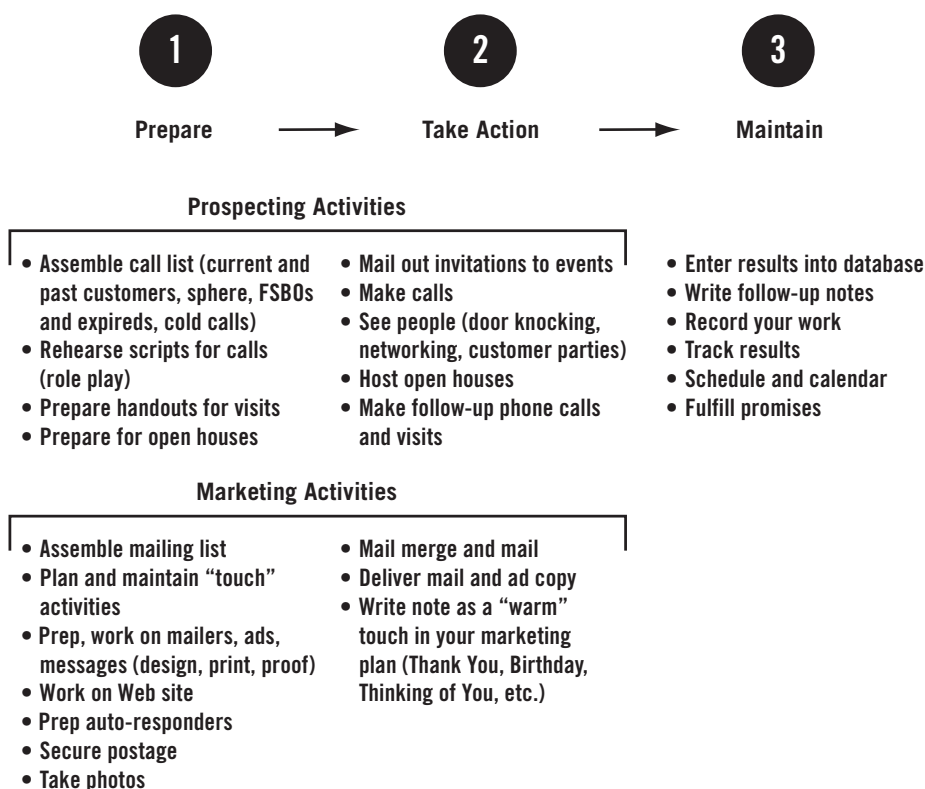 1
2
3
Prepare
Take Action
Maintain
Prospecting Activities
• Assemble call list (current and
past customers, sphere, FSBOs
and expireds, cold calls)
• Rehearse scripts for calls
(role play)
• Prepare handouts for visits
• Prepare for open houses
• Mail out invitations to events
• Make calls
• See people (door knocking,
networking, customer parties)
• Host open houses
• Make follow-up phone calls
and visits
• Enter results into database
• Write follow-up notes
• Record your work
• Track results
• Schedule and calendar
• Fulfill promises
Marketing Activities
• Assemble mailing list
• Plan and maintain “touch”
activities
• Prep, work on mailers, ads,
messages (design, print, proof)
• Work on Web site
• Prep auto-responders
• Secure postage
• Take photos
• Mail merge and mail
• Deliver mail and ad copy
• Write note as a “warm”
touch in your marketing
plan (Thank You, Birthday,
Thinking of You, etc.)